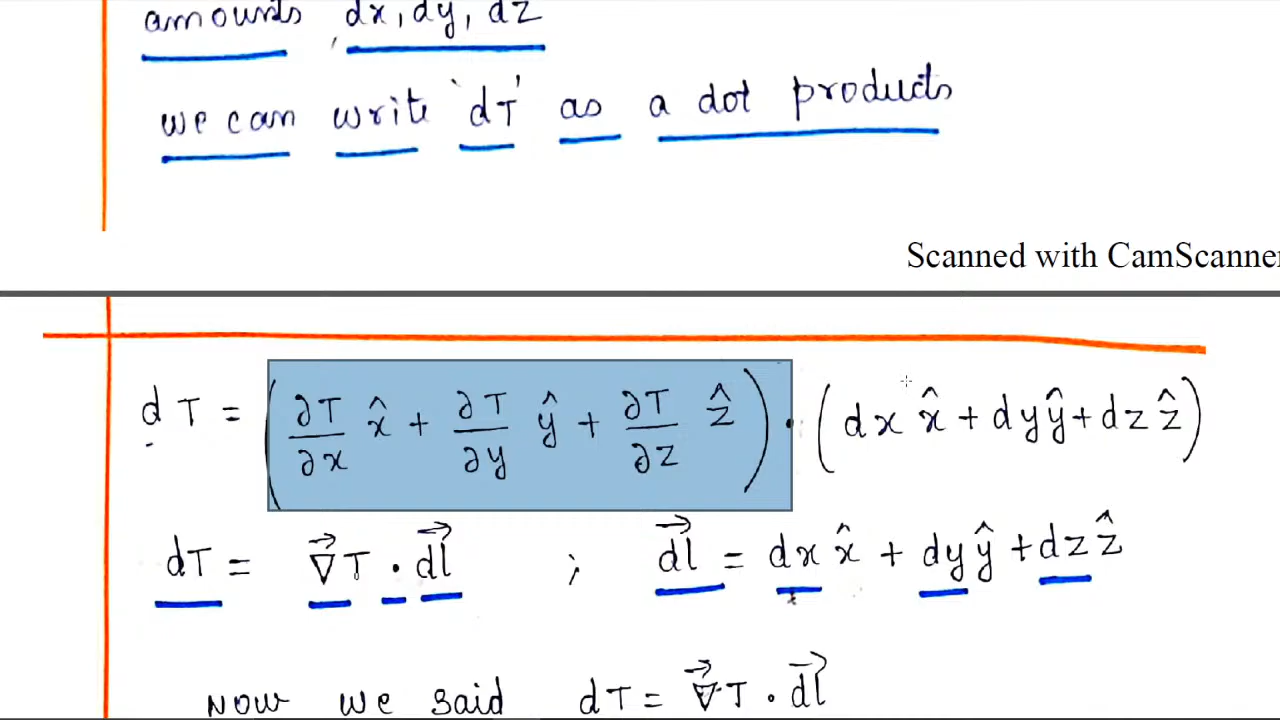 amounts, dx, dy, dz
we can write 'dT' as a dot products
Scanned with CamScanner
dT = (∂T/∂x x̂ + ∂T/∂y ŷ + ∂T/∂z ẑ) · (dx x̂ + dy ŷ + dz ẑ)
dT = ∇⃗T · dl⃗ ; dl⃗ = dx x̂ + dy ŷ + dz ẑ
Now we said dT = ∇⃗T · dl⃗